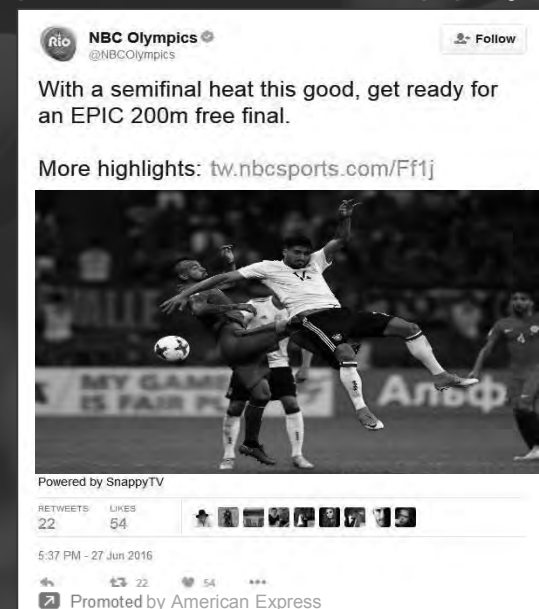 Rio
NBC Olympics
@NBCOlympics
Follow
With a semifinal heat this good, get ready for
an EPIC 200m free final.
More highlights: tw.nbcsports.com/Ff1j
14
4
MY GAME
IS FAIR
Альф
Powered by SnappyTV
RETWEETS LIKES
22 54
5:37 PM - 27 Jun 2016
22 54
Promoted by American Express